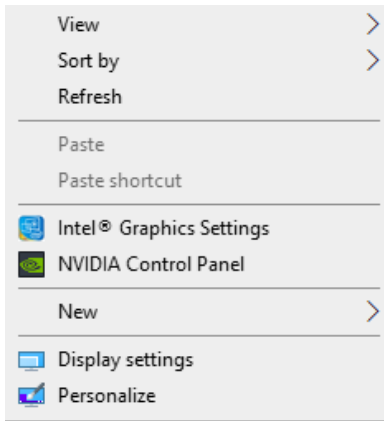 View
Sort by
Refresh
Paste
Paste shortcut
Intel® Graphics Settings
NVIDIA Control Panel
New
Display settings
Personalize